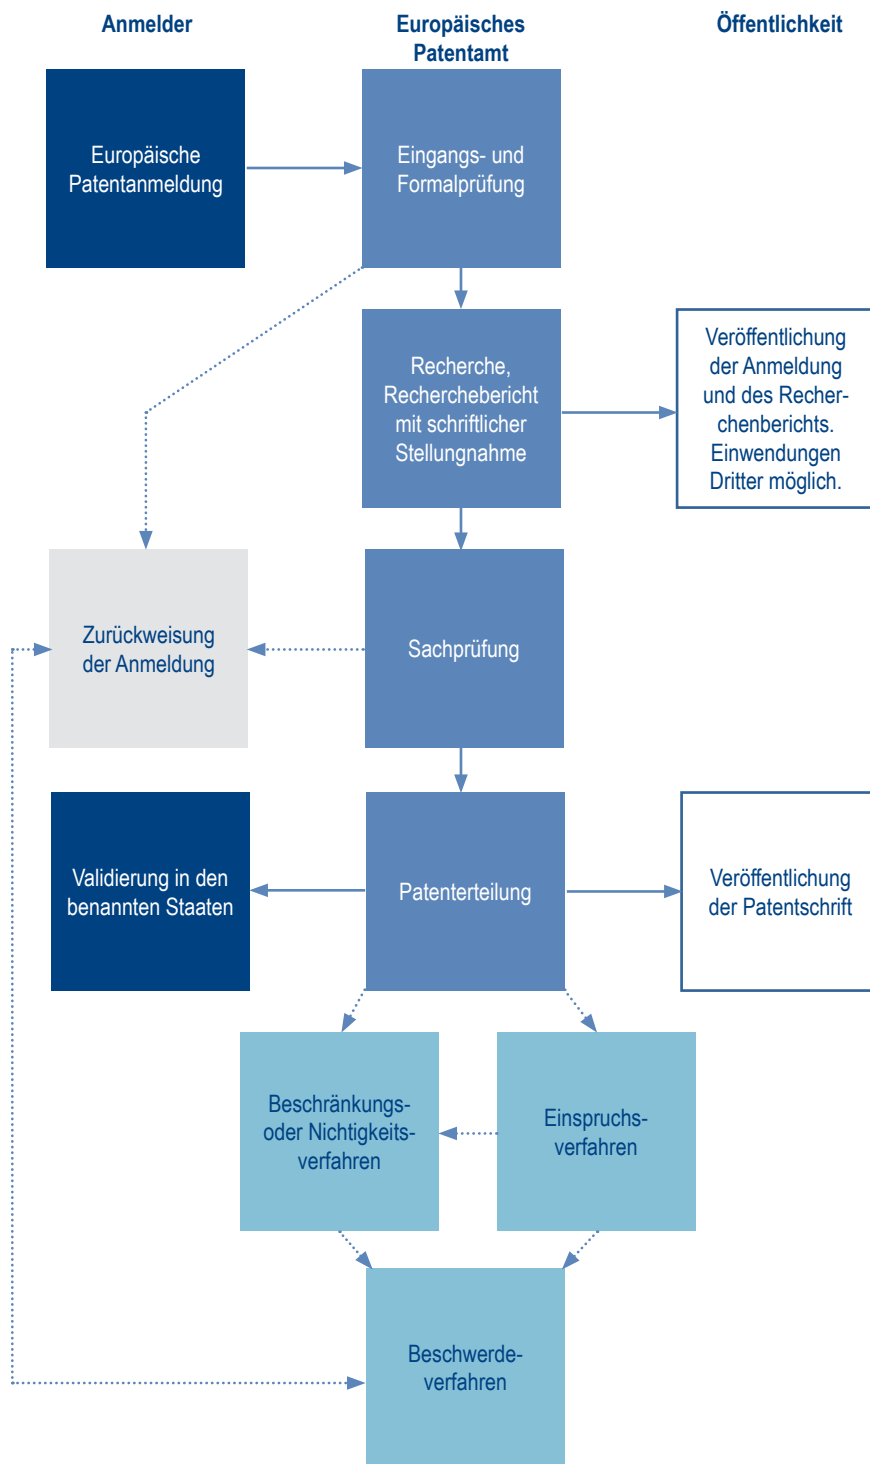 Anmelder
Europäisches
Patentamt
Öffentlichkeit
Europäische
Patentanmeldung
Eingangs- und
Formalprüfung
Recherche,
Recherchebericht
mit schriftlicher
Stellungnahme
Veröffentlichung
der Anmeldung
und des Recher-
chenberichts.
Einwendungen
Dritter möglich.
Zurückweisung
der Anmeldung
Sachprüfung
Validierung in den
benannten Staaten
Patenterteilung
Veröffentlichung
der Patentschrift
Beschränkungs-
oder Nichtigkeits-
verfahren
Einspruchs-
verfahren
Beschwerde-
verfahren